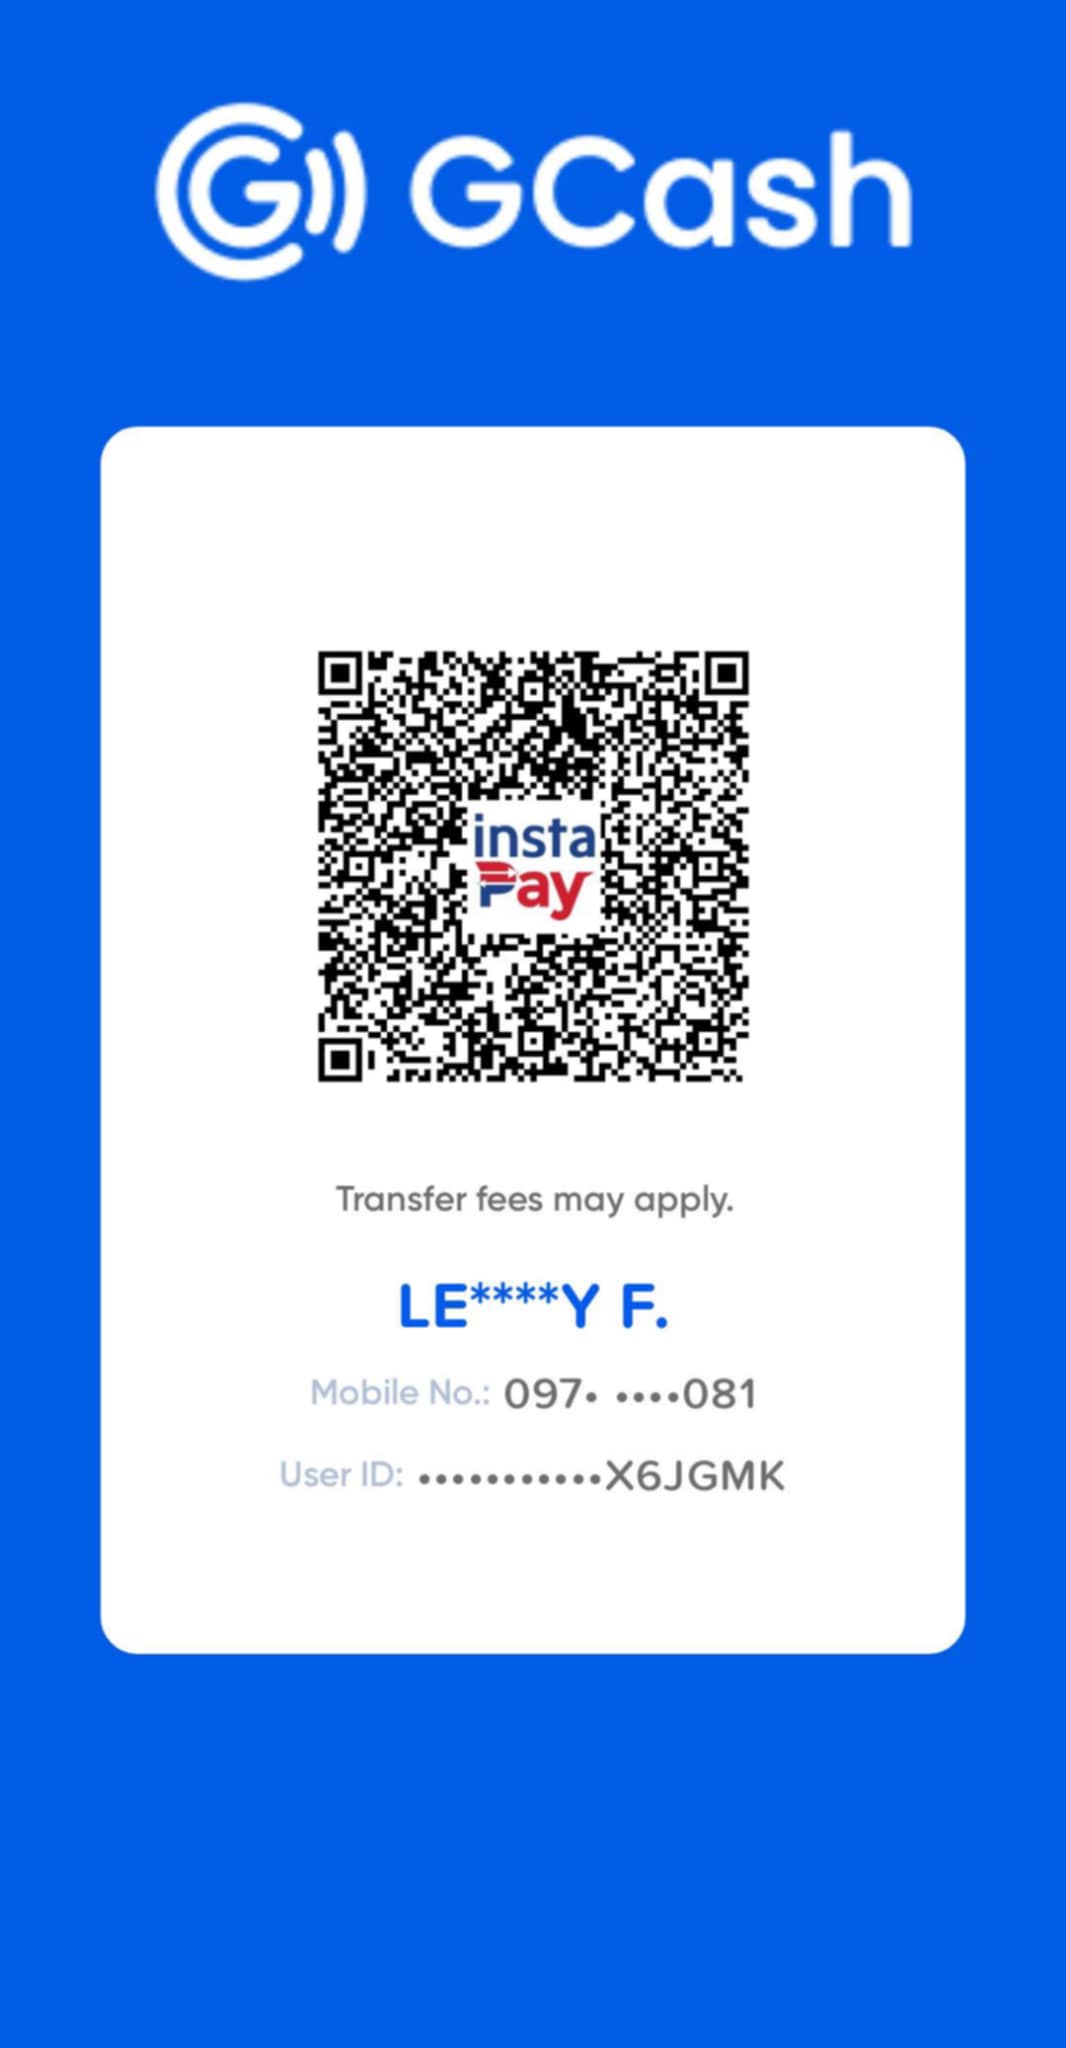 GCash
insta
Pay
Transfer fees may apply.
LE****Y F.
Mobile No.: 097• ••••081
User ID: •••••••••••X6JGMK